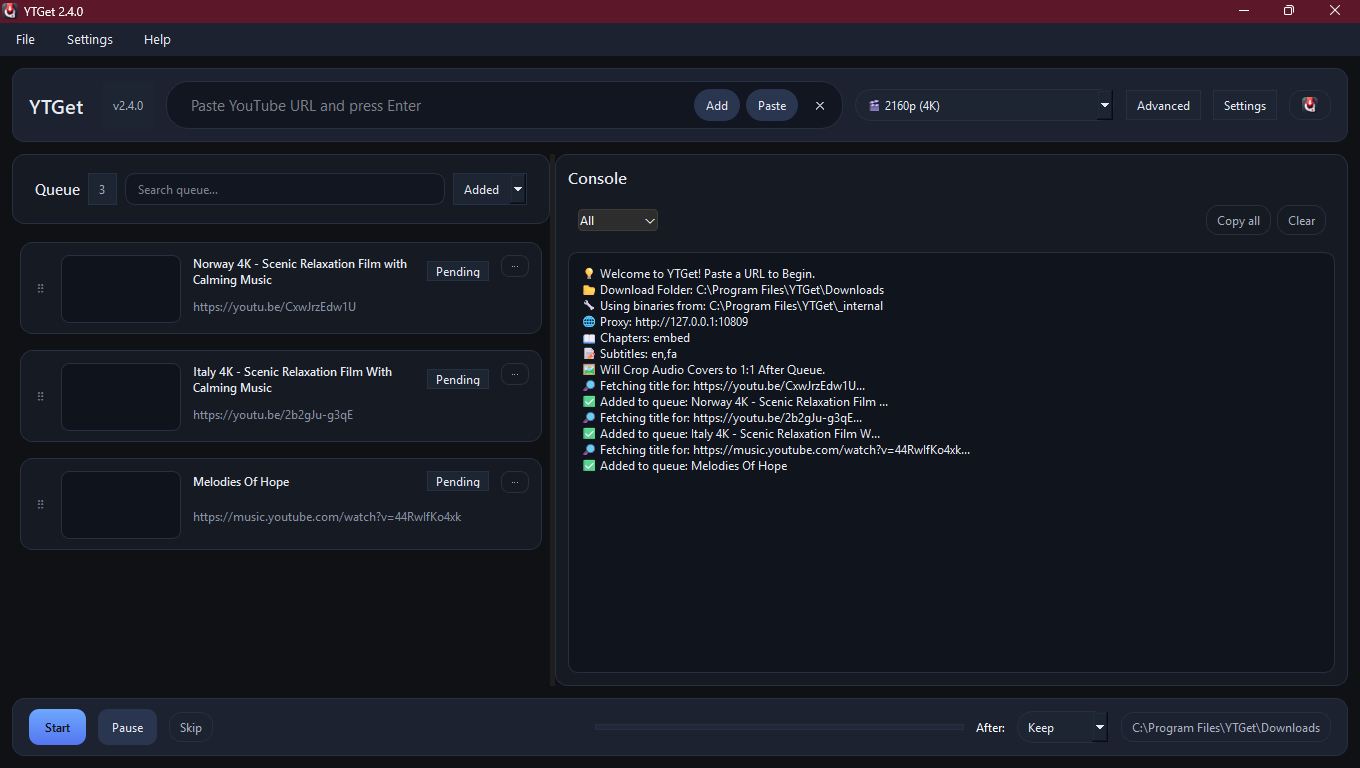 YTGet 2.4.0
File Settings Help
YTGet v2.4.0 Paste YouTube URL and press Enter Add Paste × 2160p (4K) Advanced Settings
Queue 3 Search queue... Added
Norway 4K - Scenic Relaxation Film with
Calming Music
Pending ...
https://youtu.be/CxwJrzEdw1U
Italy 4K - Scenic Relaxation Film With
Calming Music
Pending ...
https://youtu.be/2b2gJu-g3qE
Melodies Of Hope
Pending ...
https://music.youtube.com/watch?v=44RwlfKo4xk
Console
All Copy all Clear
Welcome to YTGet! Paste a URL to Begin.
Download Folder: C:\Program Files\YTGet\Downloads
Using binaries from: C:\Program Files\YTGet\_internal
Proxy: http://127.0.0.1:10809
Chapters: embed
Subtitles: en,fa
Will Crop Audio Covers to 1:1 After Queue.
Fetching title for: https://youtu.be/CxwJrzEdw1U...
Added to queue: Norway 4K - Scenic Relaxation Film ...
Fetching title for: https://youtu.be/2b2gJu-g3qE...
Added to queue: Italy 4K - Scenic Relaxation Film W...
Fetching title for: https://music.youtube.com/watch?v=44RwlfKo4xk...
Added to queue: Melodies Of Hope
Start Pause Skip After: Keep C:\Program Files\YTGet\Downloads